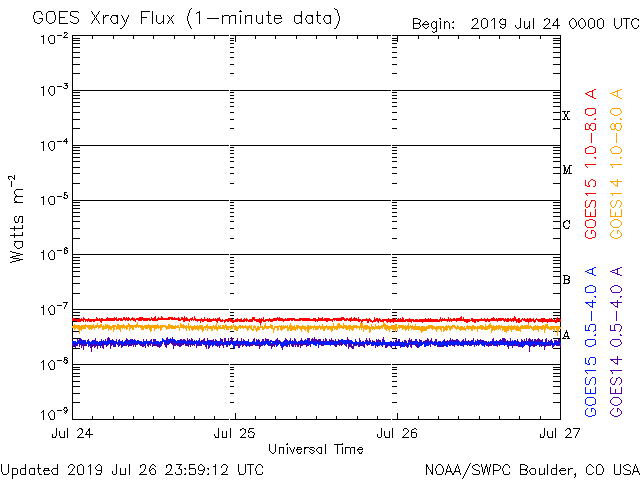 GOES Xray Flux (1-minute data)
Begin: 2019 Jul 24 0000 UTC
Watts m⁻²
10⁻²
10⁻³
10⁻⁴
10⁻⁵
10⁻⁶
10⁻⁷
10⁻⁸
10⁻⁹
X
M
C
B
A
GOES15 1.0-8.0 A
GOES14 1.0-8.0 A
GOES15 0.5-4.0 A
GOES14 0.5-4.0 A
Jul 24 Jul 25 Jul 26 Jul 27
Universal Time
Updated 2019 Jul 26 23:59:12 UTC
NOAA/SWPC Boulder, CO USA